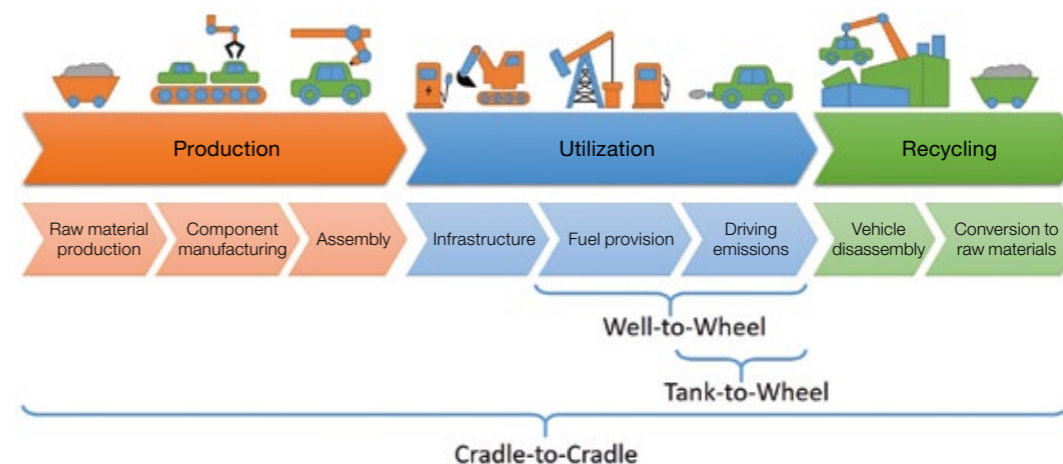 Production
Utilization
Recycling
Raw material
production
Component
manufacturing
Assembly
Infrastructure
Fuel provision
Driving
emissions
Vehicle
disassembly
Conversion to
raw materials
Well-to-Wheel
Tank-to-Wheel
Cradle-to-Cradle